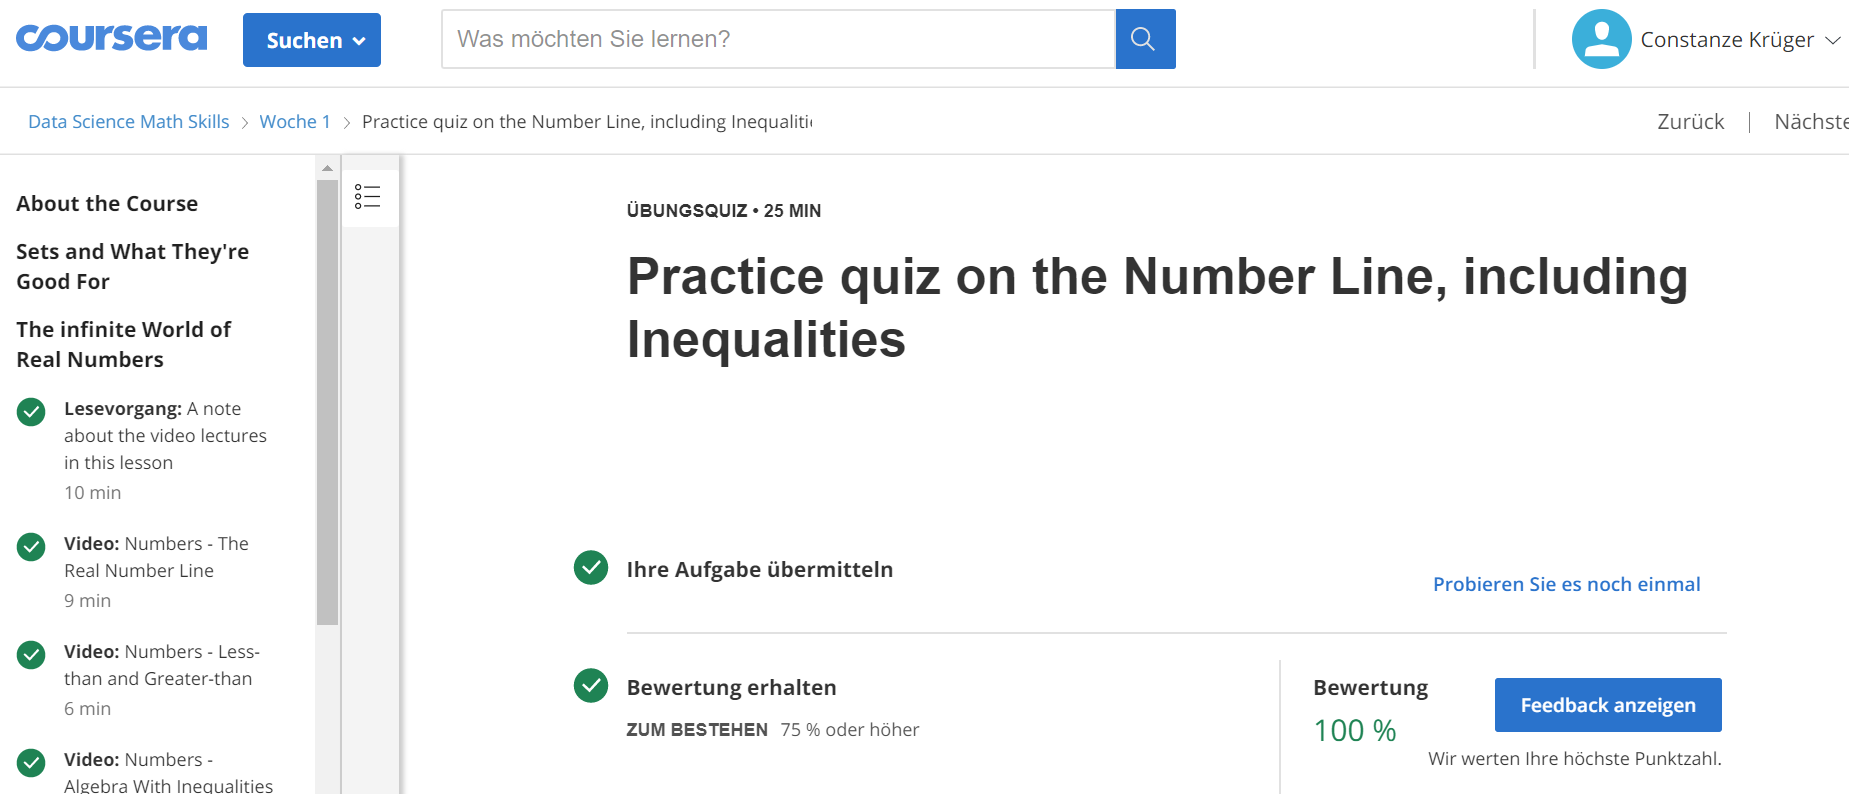 coursera
Suchen
Was möchten Sie lernen?
Constanze Krüger
Data Science Math Skills
Woche 1
Practice quiz on the Number Line, including
Zurück
Nächste
About the Course
Sets and What They're
Good For
The infinite World of
Real Numbers
Lesevorgang: A note
about the video lectures
in this lesson
10 min
Video: Numbers - The
Real Number Line
9 min
Video: Numbers - Less-
than and Greater-than
6 min
Video: Numbers -
Algebra With Inequalities
ÜBUNGSQUIZ • 25 MIN
Practice quiz on the Number Line, including
Inequalities
Ihre Aufgabe übermitteln
Probieren Sie es noch einmal
Bewertung erhalten
ZUM BESTEHEN 75 % oder höher
Bewertung
100 %
Feedback anzeigen
Wir werten Ihre höchste Punktzahl.